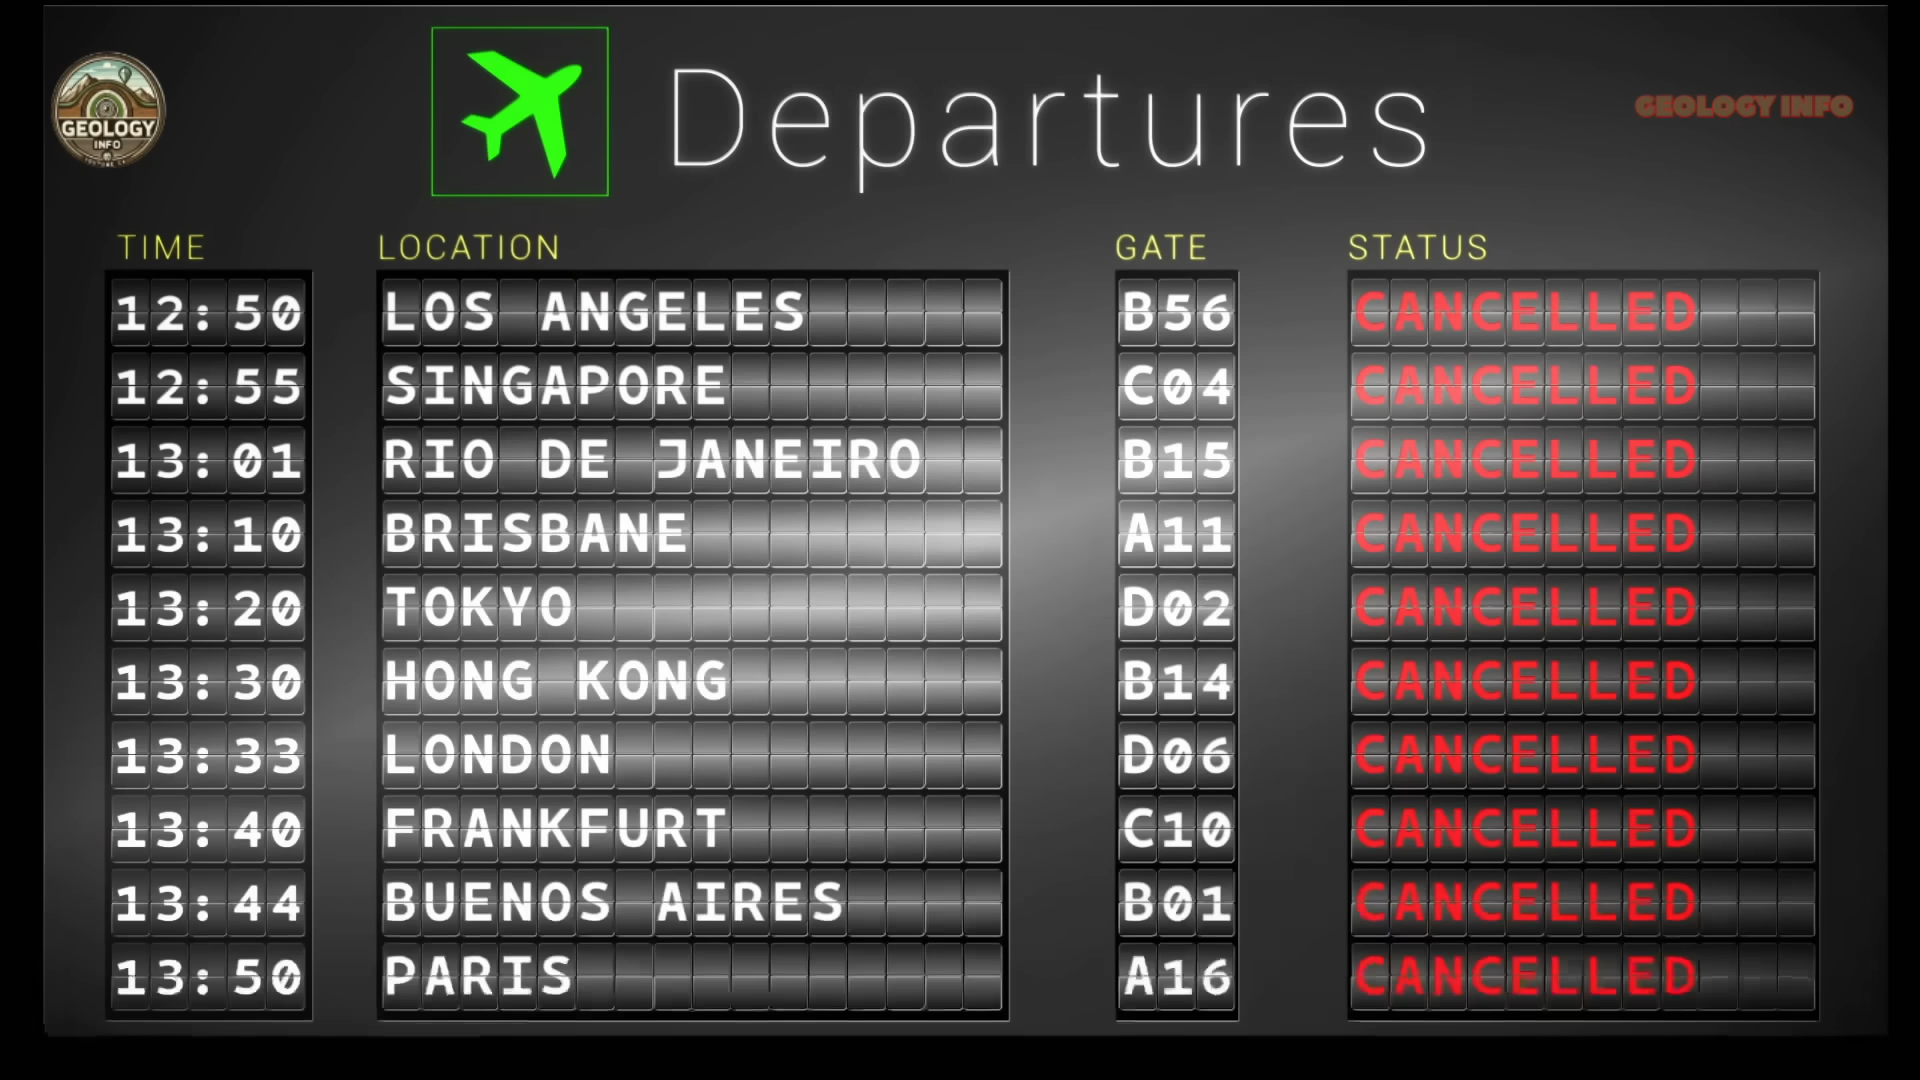 GEOLOGY
INFO
Departures
GEOLOGY INFO
TIME LOCATION GATE STATUS
12:50 LOS ANGELES B56 CANCELLED
12:55 SINGAPORE C04 CANCELLED
13:01 RIO DE JANEIRO B15 CANCELLED
13:10 BRISBANE A11 CANCELLED
13:20 TOKYO D02 CANCELLED
13:30 HONG KONG B14 CANCELLED
13:33 LONDON D06 CANCELLED
13:40 FRANKFURT C10 CANCELLED
13:44 BUENOS AIRES B01 CANCELLED
13:50 PARIS A16 CANCELLED